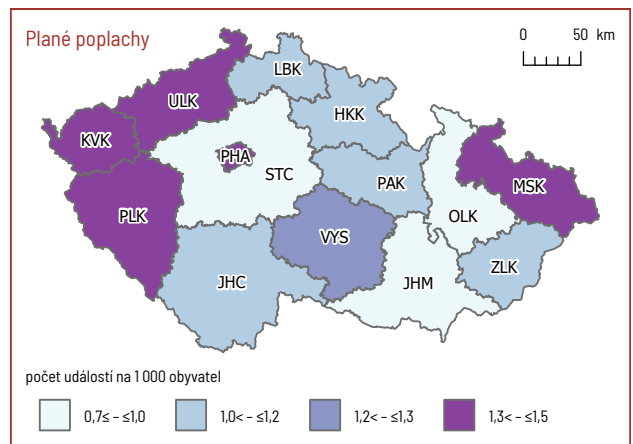 Plané poplachy
0 50 km
LBK
ULK
HKK
KVK
PHA
STC
PAK
MSK
PLK
OLK
VYS
ZLK
JHC
JHM
počet událostí na 1 000 obyvatel
0,7≤ – ≤1,0 1,0< – ≤1,2 1,2< – ≤1,3 1,3< – ≤1,5